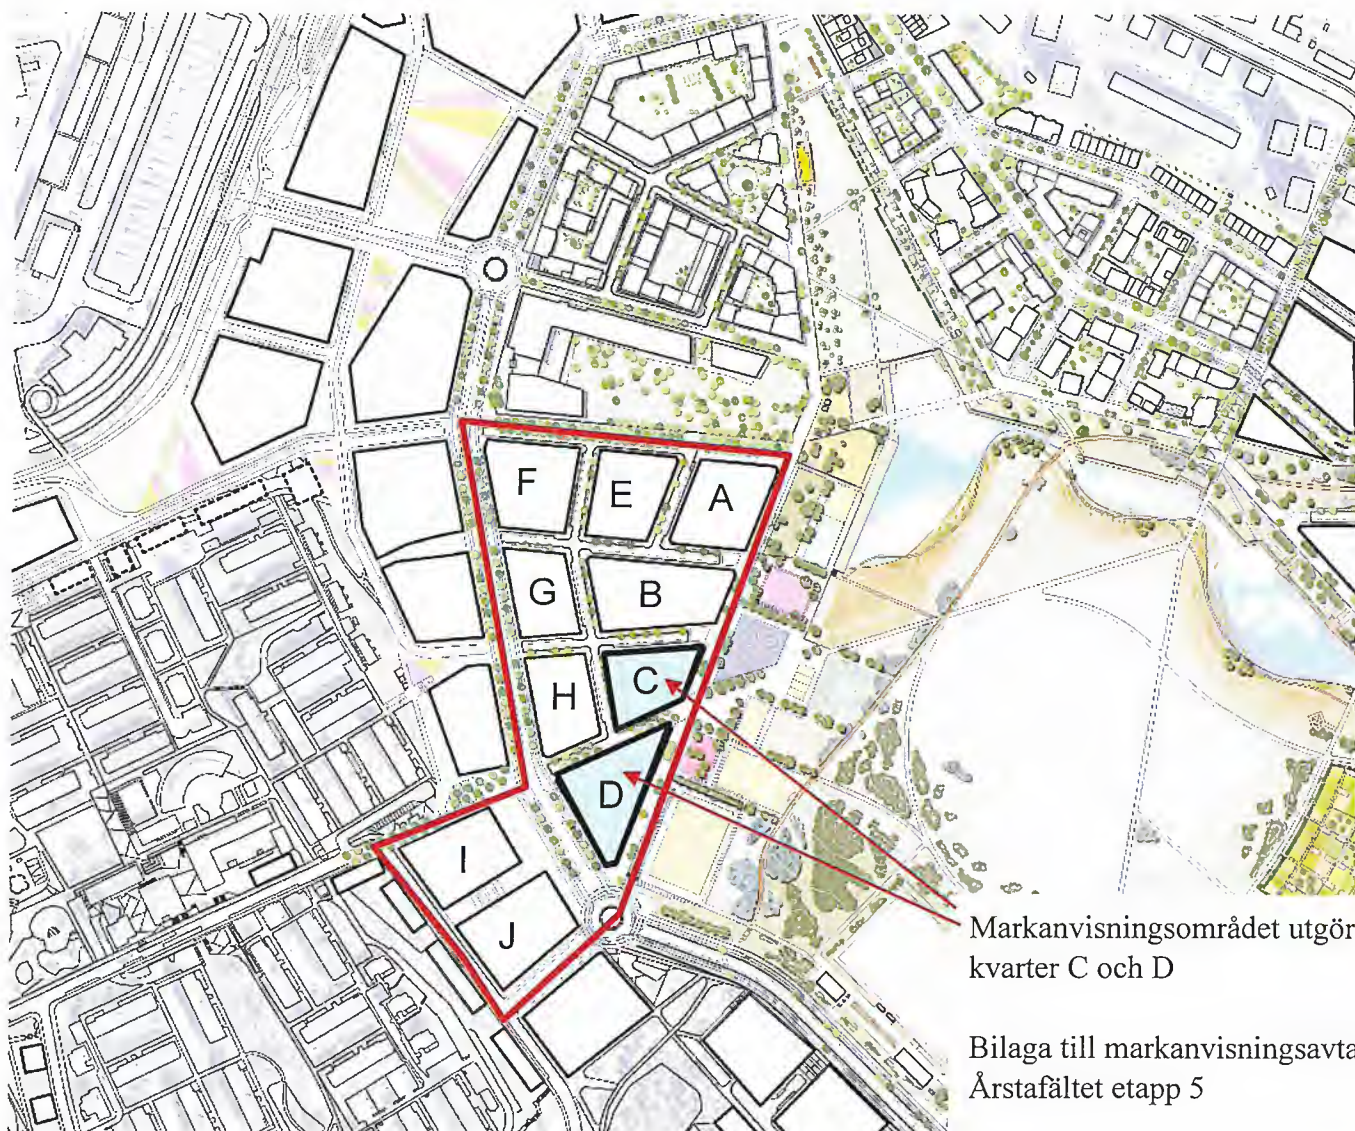 F
E
A
G
B
H
C
D
I
J
Markanvisningsområdet utgör
kvarter C och D
Bilaga till markanvisningsavta
Årstafältet etapp 5